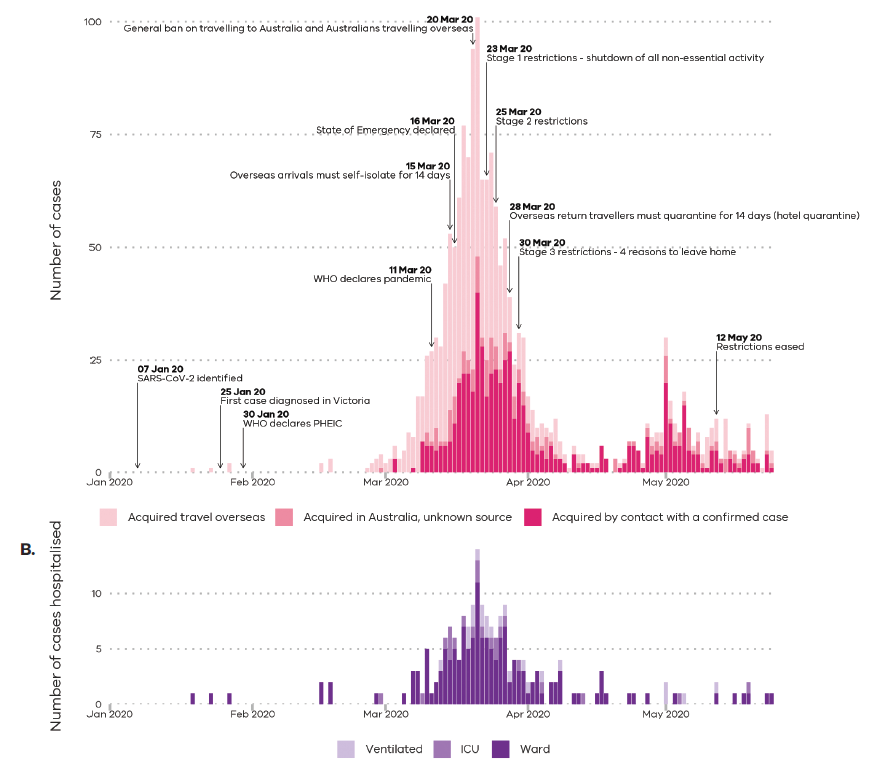 100
20 Mar 20
General ban on travelling to Australia and Australians travelling overseas
23 Mar 20
Stage 1 restrictions - shutdown of all non-essential activity
25 Mar 20
Stage 2 restrictions
16 Mar 20
State of Emergency declared
75
15 Mar 20
Overseas arrivals must self-isolate for 14 days
28 Mar 20
Overseas return travellers must quarantine for 14 days (hotel quarantine)
50
30 Mar 20
Stage 3 restrictions - 4 reasons to leave home
11 Mar 20
WHO declares pandemic
Number of cases
12 May 20
Restrictions eased
25
07 Jan 20
SARS-CoV-2 identified
25 Jan 20
First case diagnosed in Victoria
30 Jan 20
WHO declares PHEIC
0
Jan 2020 Feb 2020 Mar 2020 Apr 2020 May 2020
Acquired travel overseas Acquired in Australia, unknown source Acquired by contact with a confirmed case
B.
Number of cases hospitalised
10
5
0
Jan 2020 Feb 2020 Mar 2020 Apr 2020 May 2020
Ventilated ICU Ward